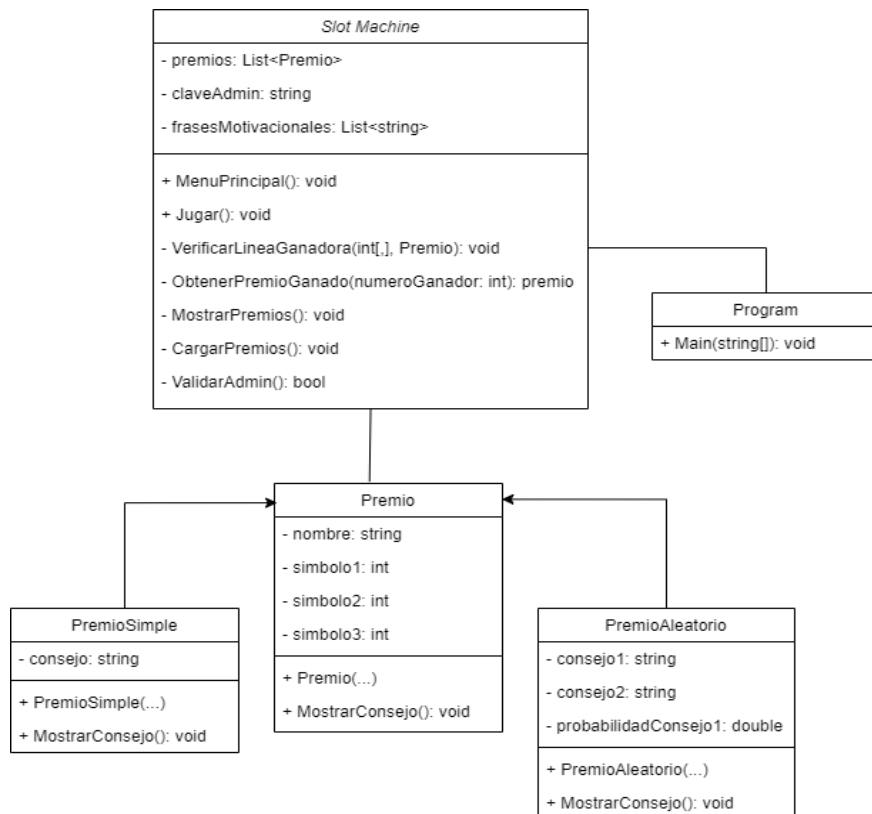 Slot Machine
- premios: List<Premio>
- claveAdmin: string
- frasesMotivacionales: List<string>
+ MenuPrincipal(): void
+ Jugar(): void
- VerificarLineaGanadora(int[,], Premio): void
- ObtenerPremioGanado(numeroGanador: int): premio
- MostrarPremios(): void
- CargarPremios(): void
- ValidarAdmin(): bool
Program
+ Main(string[]): void
Premio
- nombre: string
- simbolo1: int
- simbolo2: int
- simbolo3: int
+ Premio(...)
+ MostrarConsejo(): void
PremioSimple
- consejo: string
+ PremioSimple(...)
+ MostrarConsejo(): void
PremioAleatorio
- consejo1: string
- consejo2: string
- probabilidadConsejo1: double
+ PremioAleatorio(...)
+ MostrarConsejo(): void